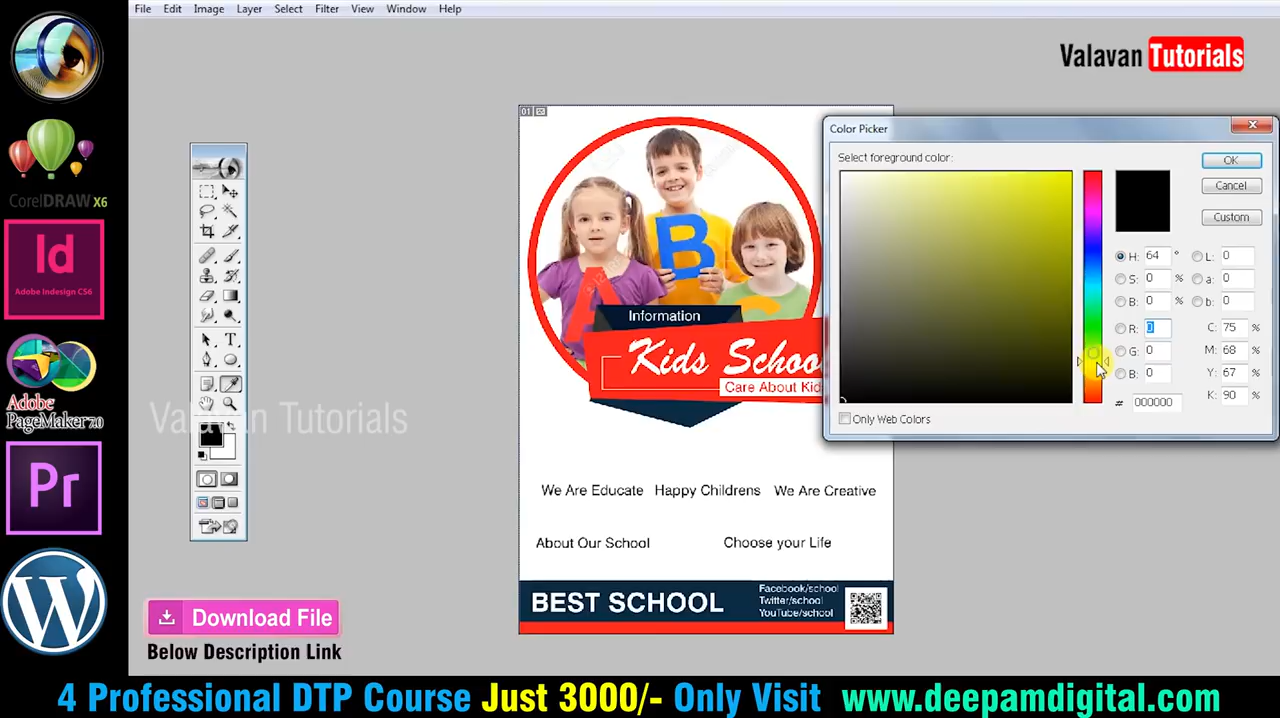 File Edit Image Layer Select Filter View Window Help
Valavan Tutorials
CorelDRAW X6
Id
Adobe Indesign CS6
Adobe
PageMaker 7.0
Pr
W
Valavan Tutorials
Download File
Below Description Link
01
B
A
C
Information
Kids School
Care About Kid
We Are Educate Happy Childrens We Are Creative
About Our School Choose your Life
BEST SCHOOL
Facebook/school
Twitter/school
YouTube/school
Color Picker
Select foreground color:
OK
Cancel
Custom
H: 64 ° L: 0
S: 0 % a: 0
B: 0 % b: 0
R: 0 C: 75 %
G: 0 M: 68 %
B: 0 Y: 67 %
# 000000 K: 90 %
Only Web Colors
4 Professional DTP Course Just 3000/- Only Visit www.deepamdigital.com